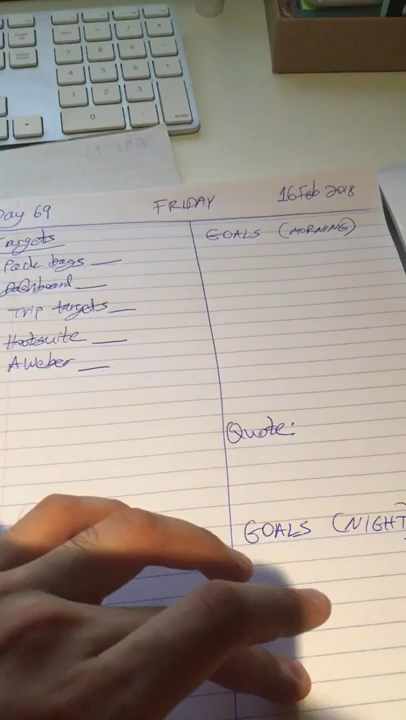 Day 69 FRIDAY 16 Feb 2018
Targets
Pack bags
Dashboard
Trip targets
Hootsuite
AWeber
GOALS (MORNING)
Quote:
GOALS (NIGHT)